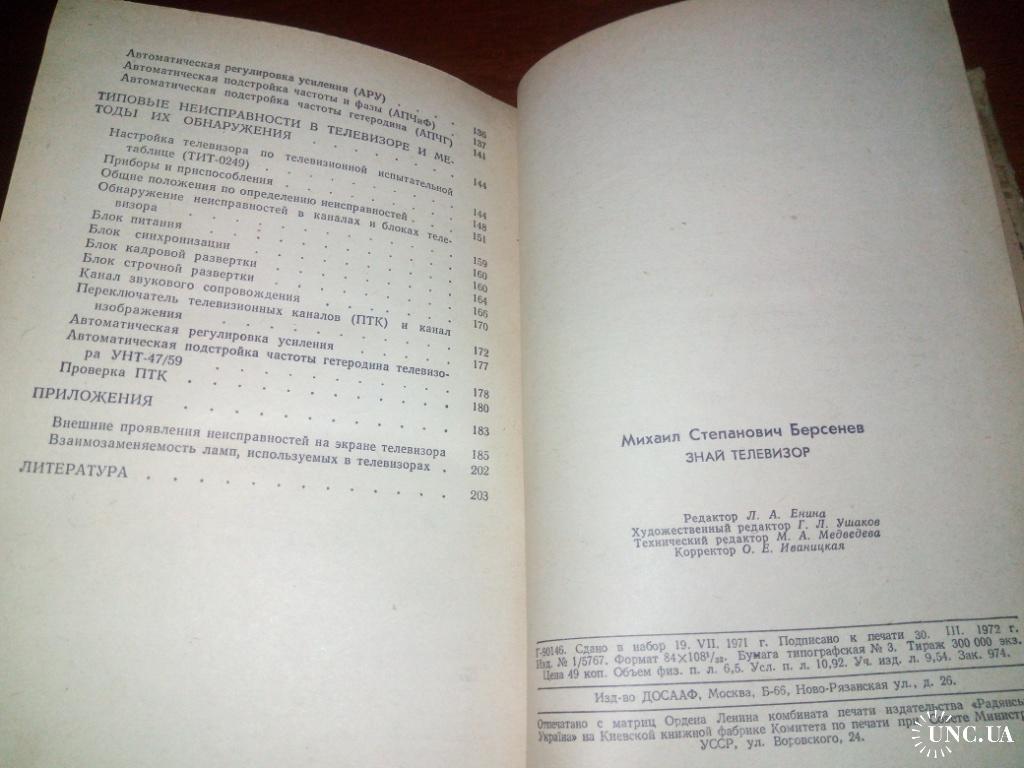 Автоматическая регулировка усиления (АРУ) . . . 136
Автоматическая подстройка частоты и фазы (АПЧиФ) 137
Автоматическая подстройка частоты гетеродина (АПЧГ) 141
ТИПОВЫЕ НЕИСПРАВНОСТИ В ТЕЛЕВИЗОРЕ И МЕ-
ТОДЫ ИХ ОБНАРУЖЕНИЯ . . . . . . 144
Настройка телевизора по телевизионной испытательной
таблице (ТИТ-0249) . . . . . . . 144
Приборы и приспособления . . . . . . 148
Общие положения по определению неисправностей . . . 151
Обнаружение неисправностей в каналах и блоках теле-
визора . . . . . . . . . 159
Блок питания . . . . . . . . 160
Блок синхронизации . . . . . . . 160
Блок кадровой развертки . . . . . . 164
Блок строчной развертки . . . . . . 166
Канал звукового сопровождения . . . . . 170
Переключатель телевизионных каналов (ПТК) и канал
изображения . . . . . . . . 172
Автоматическая регулировка усиления . . . . 177
Автоматическая подстройка частоты гетеродина телевизо-
ра УНТ-47/59 . . . . . . . . 178
Проверка ПТК . . . . . . . . 180
ПРИЛОЖЕНИЯ . . . . . . . . 183
Внешние проявления неисправностей на экране телевизора 185
Взаимозаменяемость ламп, используемых в телевизорах . 202
ЛИТЕРАТУРА . . . . . . . . . 203
Михаил Степанович Берсенев
ЗНАЙ ТЕЛЕВИЗОР
Редактор Л. А. Енина
Художественный редактор Г. Л. Ушаков
Технический редактор М. А. Медведева
Корректор О. Е. Иваницкая
Г-90146. Сдано в набор 19. VII. 1971 г. Подписано к печати 30. III. 1972 г.
Изд. № 1/5767. Формат 84×108¹/₃₂. Бумага типографская № 3. Тираж 300 000 экз.
Цена 49 коп. Объем физ. п. л. 6,5. Усл. п. л. 10,92. Уч. изд. л. 9,54. Зак. 974.
Изд-во ДОСААФ, Москва, Б-66, Ново-Рязанская ул., д. 26.
Отпечатано с матриц Ордена Ленина комбината печати издательства «Радянсь
Україна» на Киевской книжной фабрике Комитета по печати при Совете Министр
УССР, ул. Воровского, 24.
UNC.UA